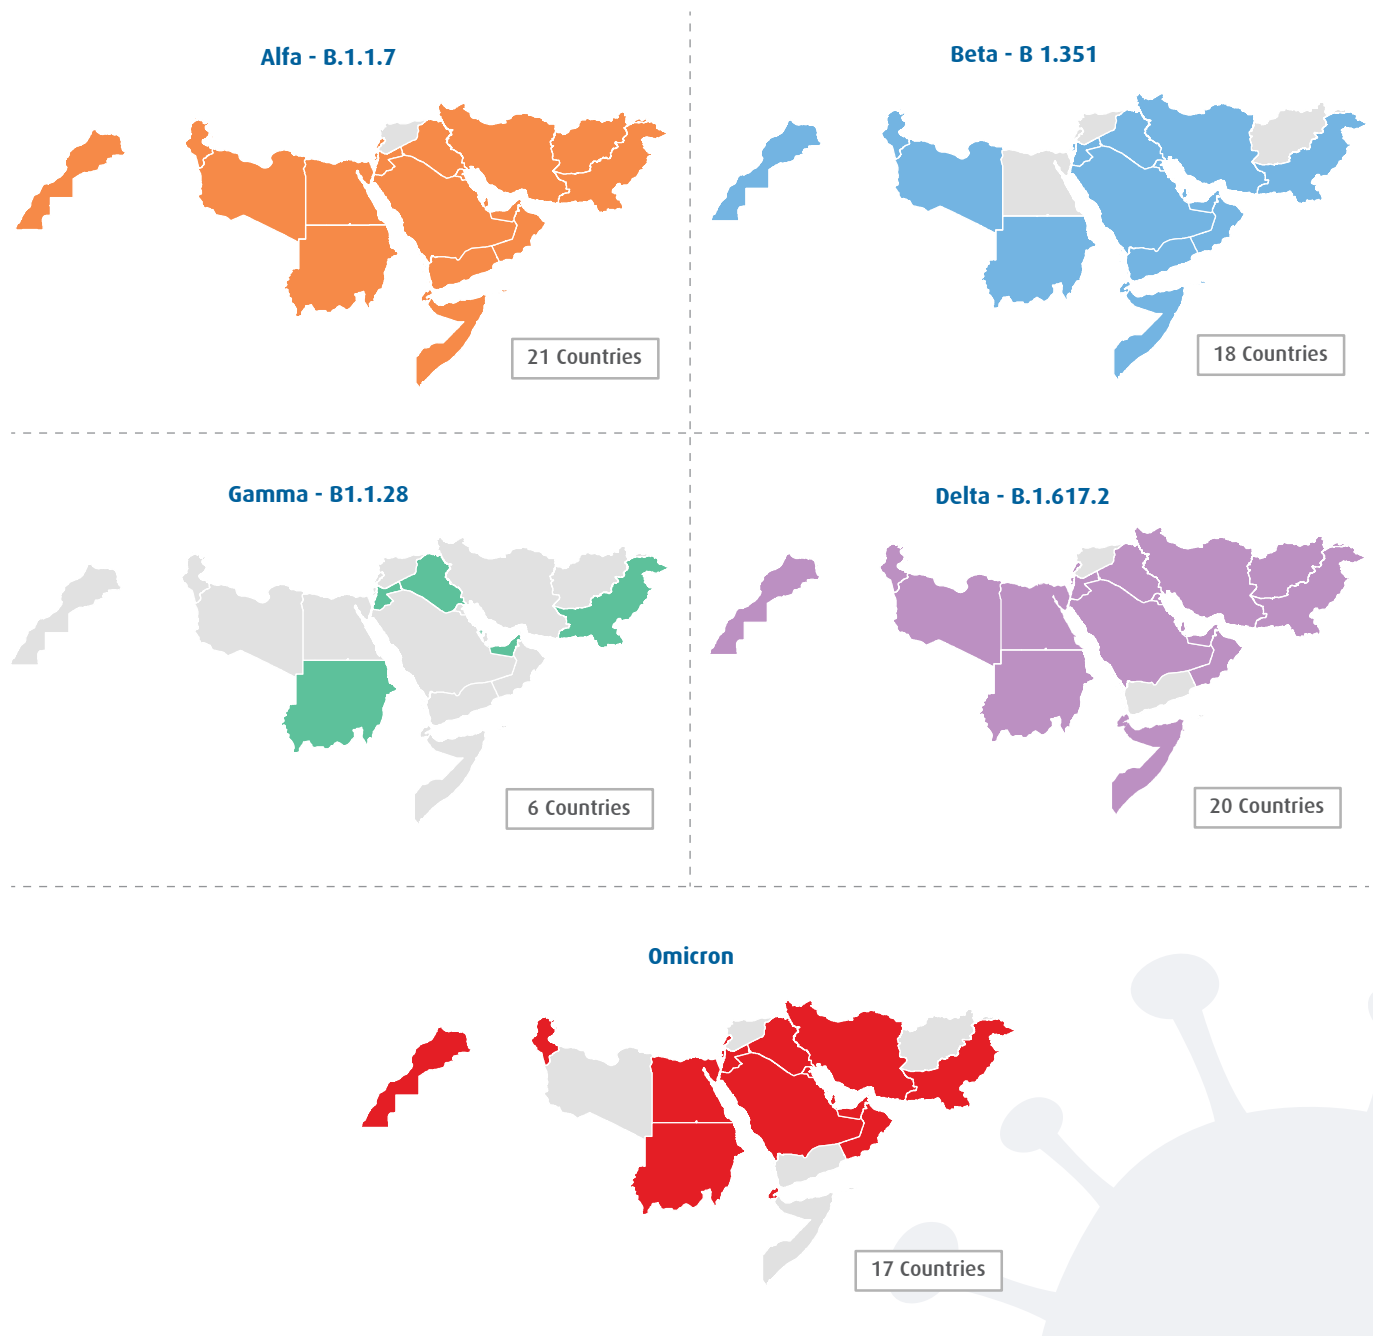 Alfa - B.1.1.7
Beta - B 1.351
21 Countries
18 Countries
Gamma - B1.1.28
Delta - B.1.617.2
6 Countries
20 Countries
Omicron
17 Countries